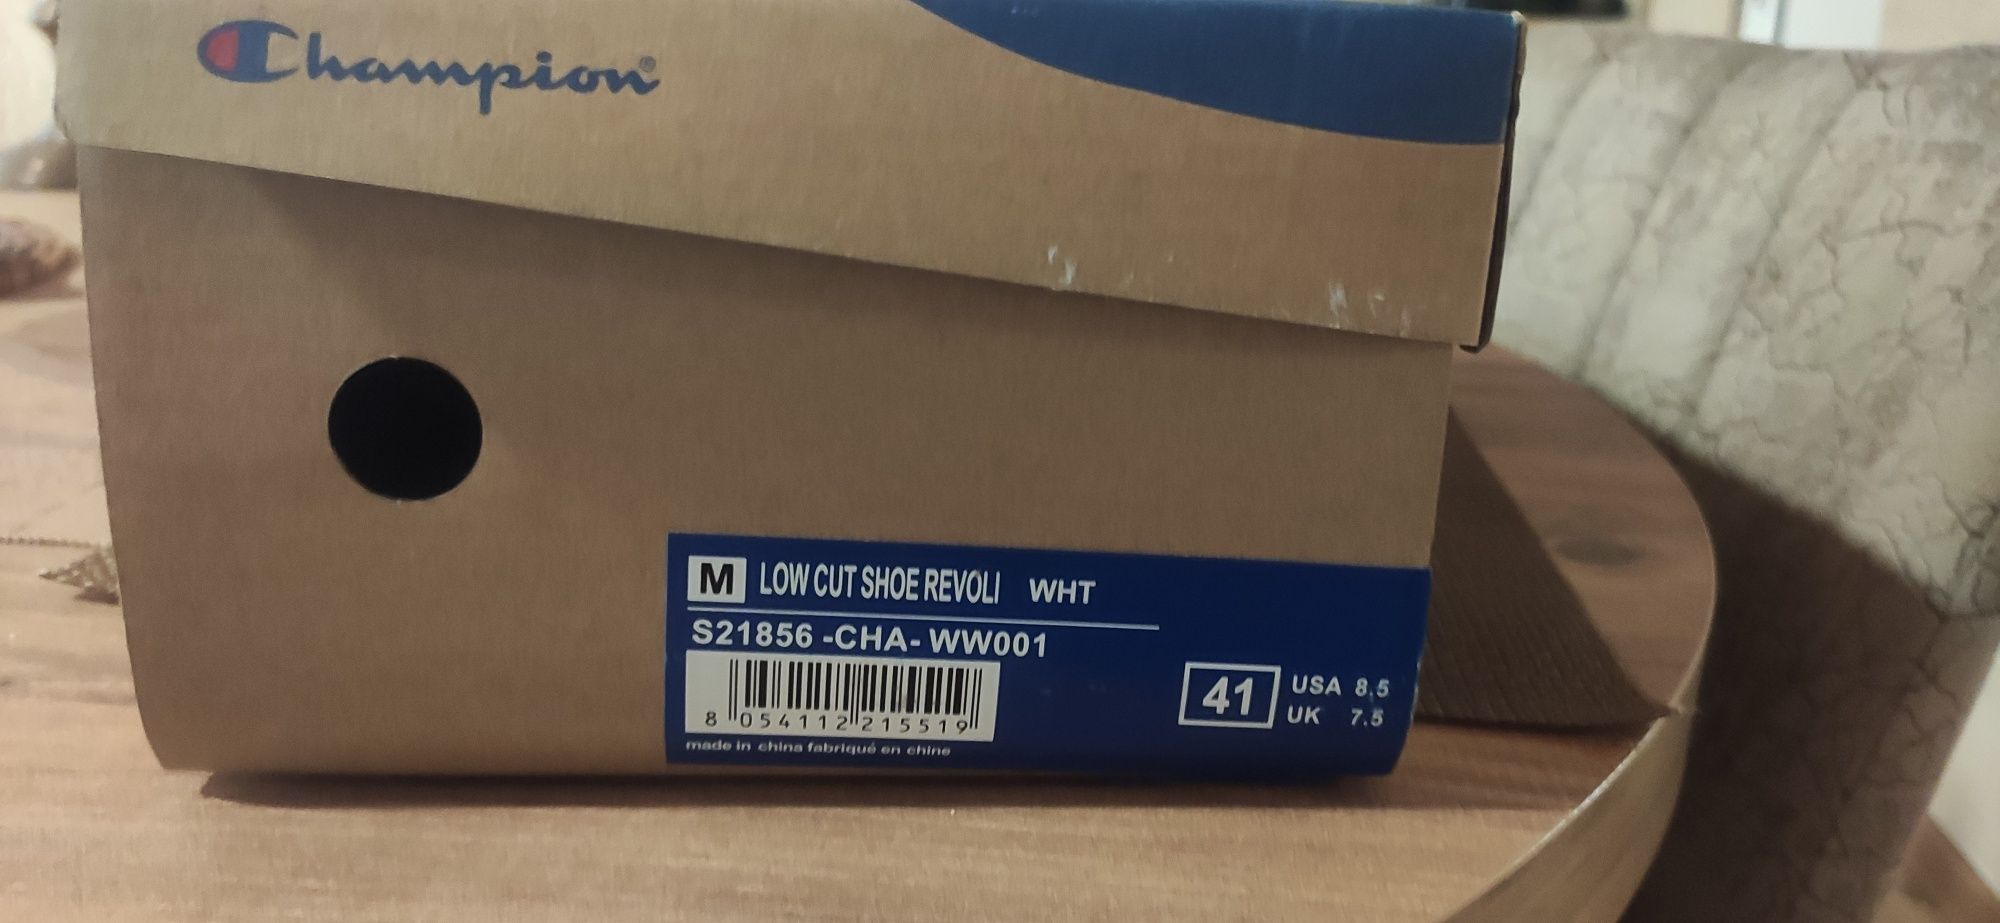 Champion®
M LOW CUT SHOE REVOLI WHT
S21856 -CHA- WW001
8 054112 215519
made in china fabriqué en chine
41
USA 8,5
UK 7.5